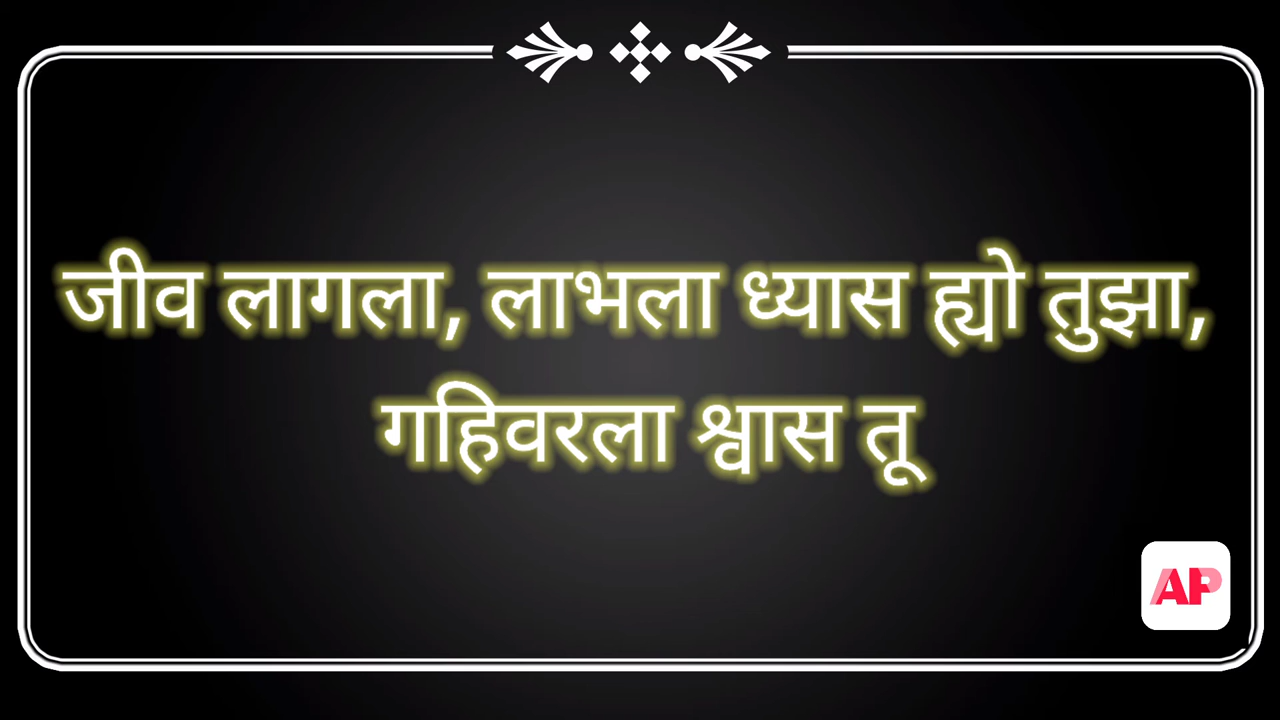 जीव लागला, लाभला ध्यास ह्यो तुझा,
गहिवरला श्वास तू
AP